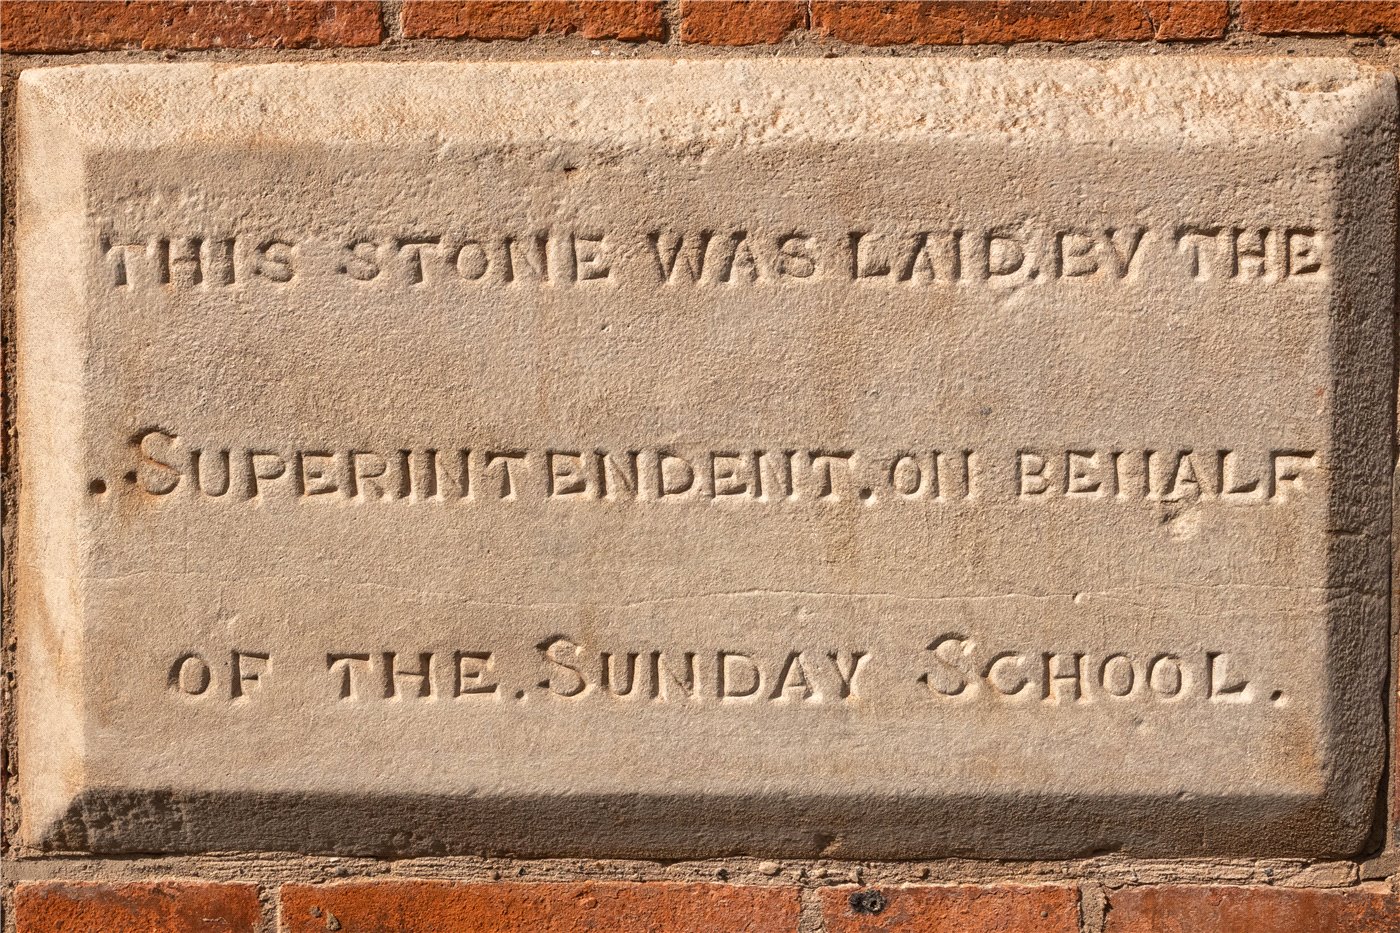 THIS STONE WAS LAID.BY THE
.SUPERINTENDENT.ON BEHALF
OF THE.SUNDAY SCHOOL.